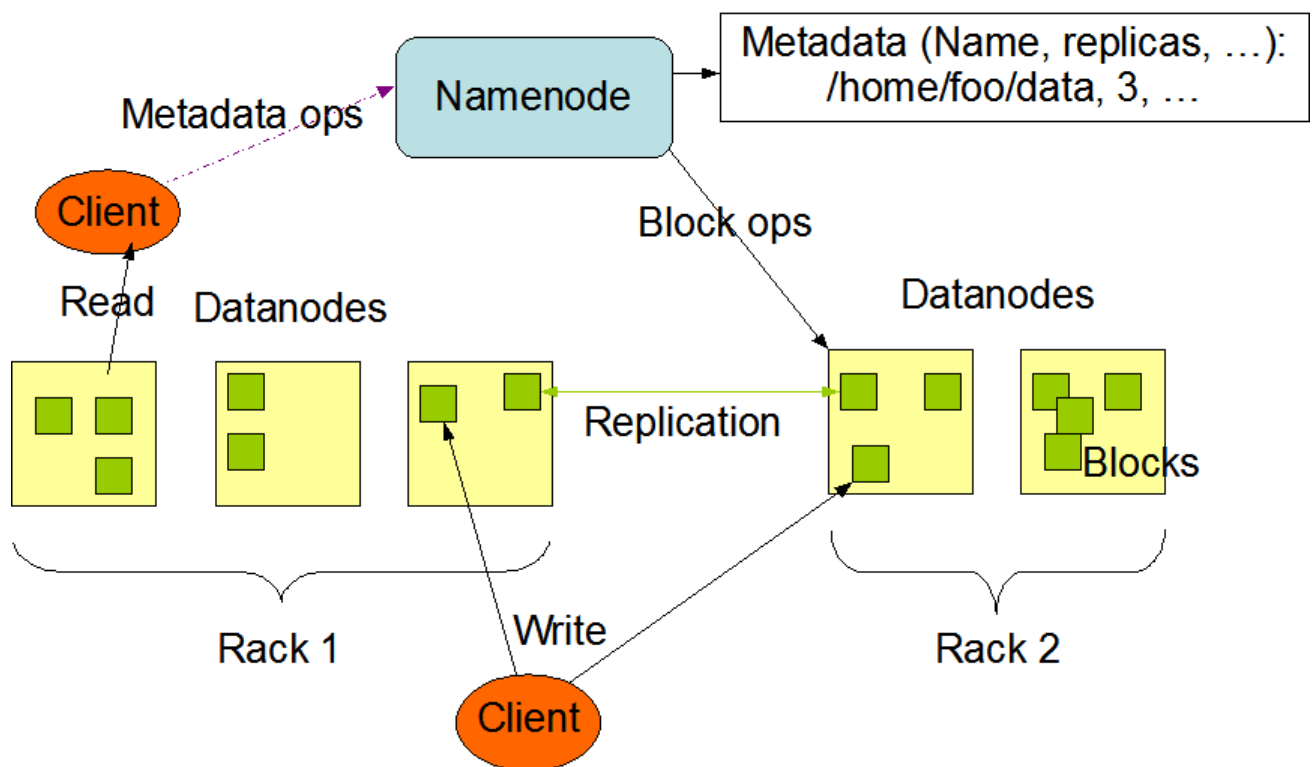 Metadata (Name, replicas, …):
/home/foo/data, 3, …
Namenode
Metadata ops
Client
Block ops
Read
Datanodes
Datanodes
Replication
Blocks
Rack 1
Write
Rack 2
Client